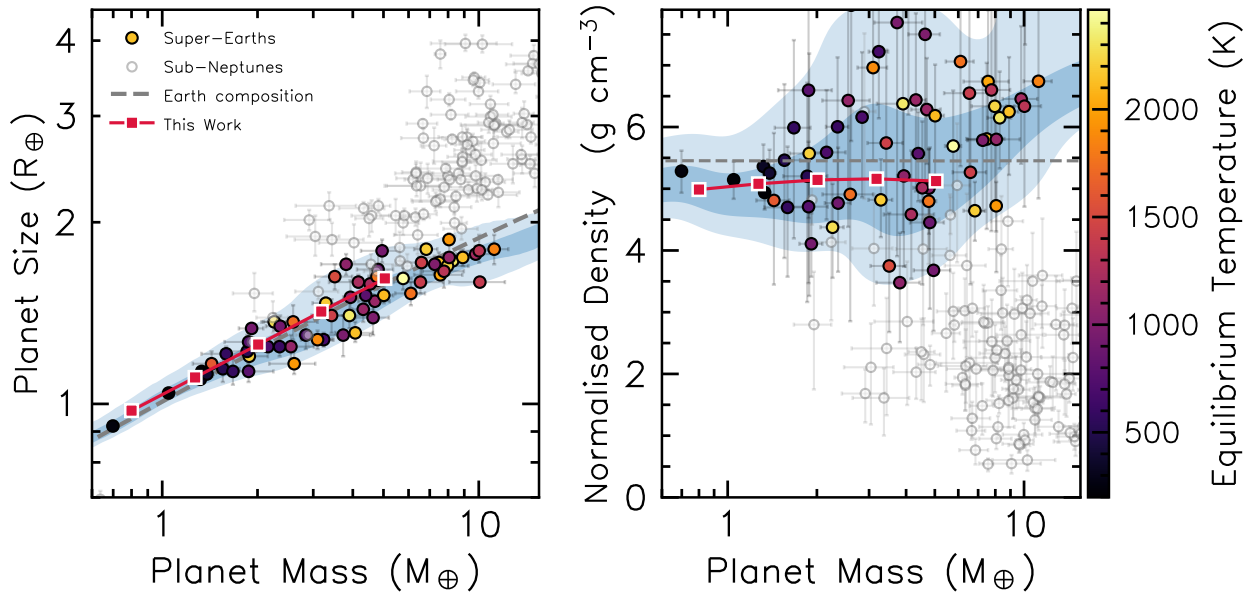 4
3
2
1
Planet Size (R⊕)
Super-Earths
Sub-Neptunes
Earth composition
This Work
1
10
Planet Mass (M⊕)
Normalised Density (g cm⁻³)
6
4
2
0
1
10
Planet Mass (M⊕)
2000
1500
1000
500
Equilibrium Temperature (K)